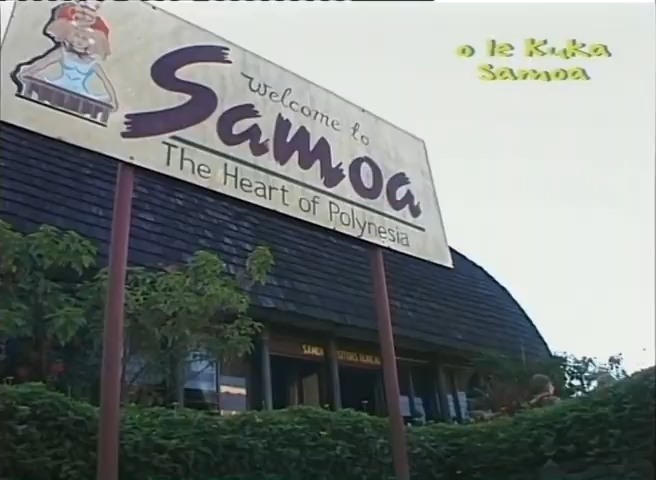 o le Kuka
Samoa
Welcome to
Samoa
The Heart of Polynesia
SAMOA VISITORS BUREAU